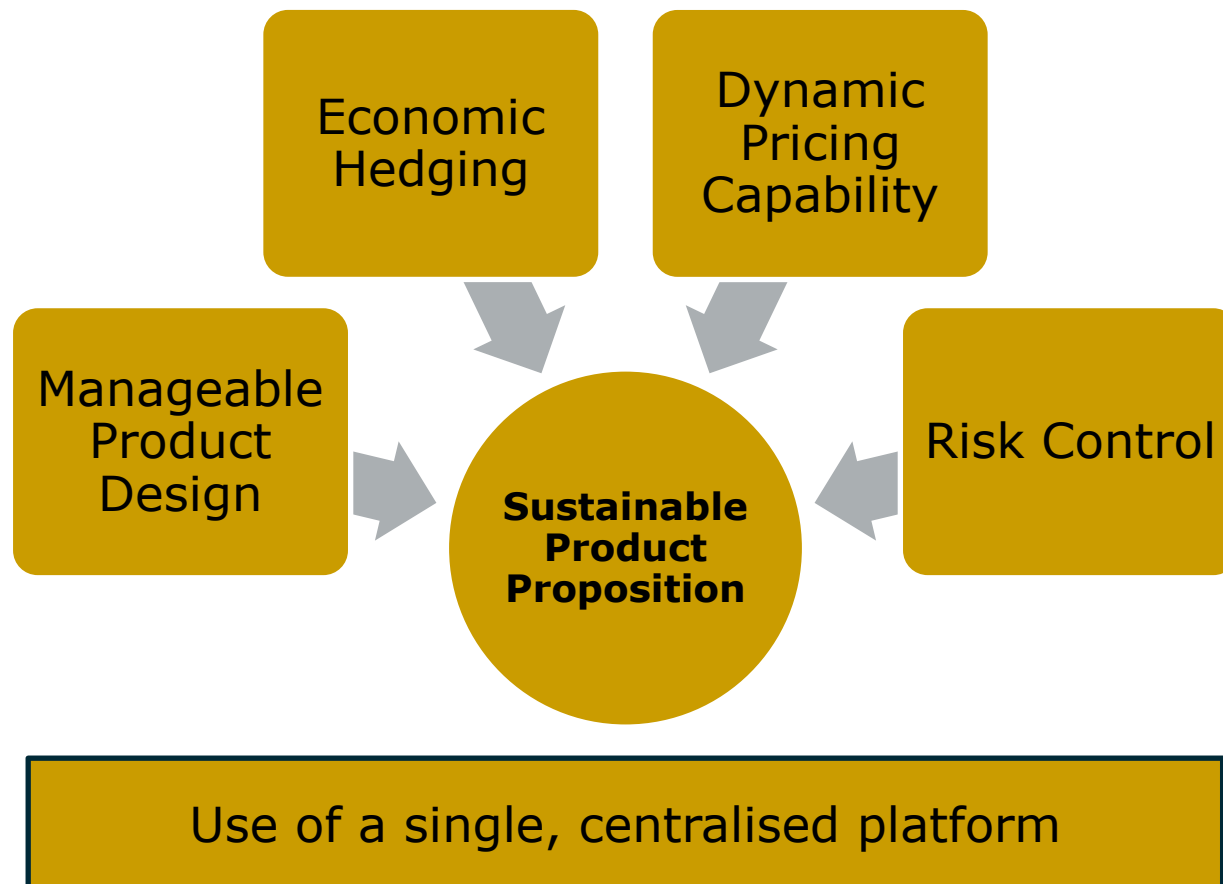 Economic
Hedging
Dynamic
Pricing
Capability
Manageable
Product
Design
Risk Control
Sustainable
Product
Proposition
Use of a single, centralised platform